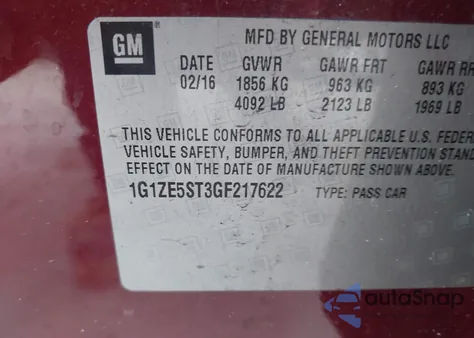 GM
MFD BY GENERAL MOTORS LLC
DATE GVWR GAWR FRT GAWR RR
02/16 1856 KG 963 KG 893 KG
4092 LB 2123 LB 1969 LB
THIS VEHICLE CONFORMS TO ALL APPLICABLE U.S. FEDER
VEHICLE SAFETY, BUMPER, AND THEFT PREVENTION STAND
EFFECT ON THE DATE OF MANUFACTURE SHOWN ABOVE.
1G1ZE5ST3GF217622 TYPE: PASS CAR
autoSnap